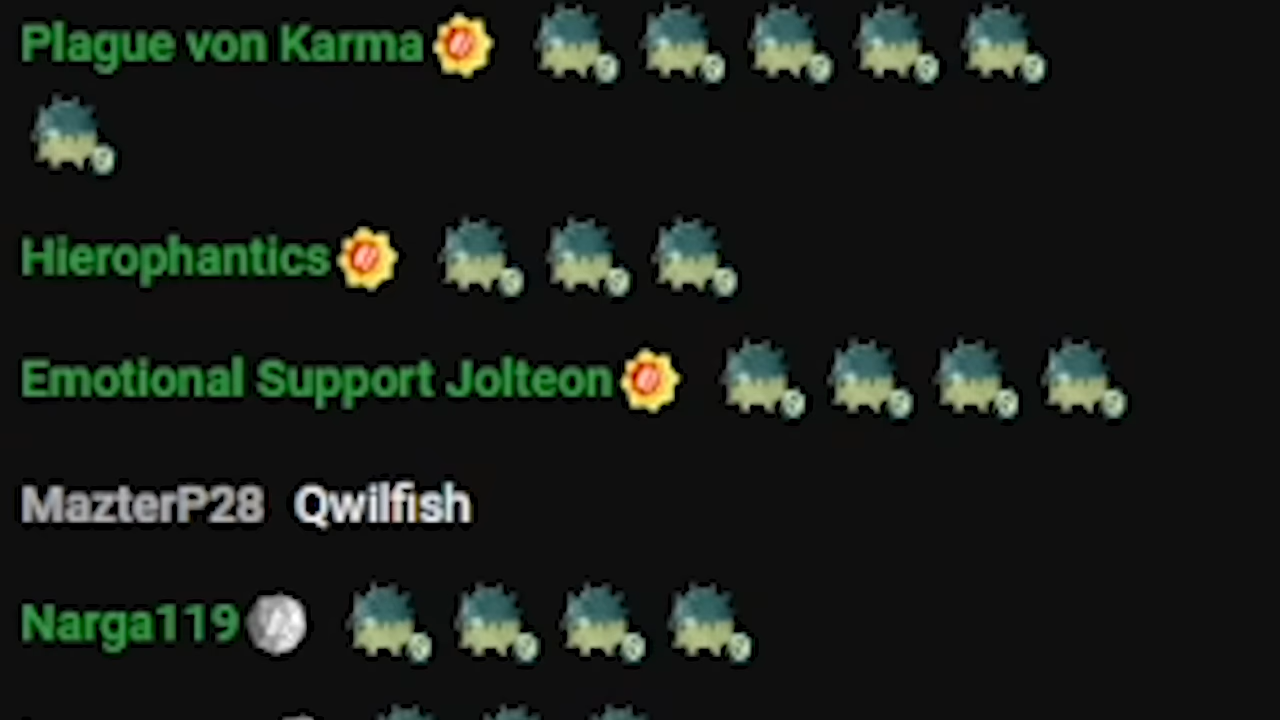 Plague von Karma
Hierophantics
Emotional Support Jolteon
MazterP28 Qwilfish
Narga119